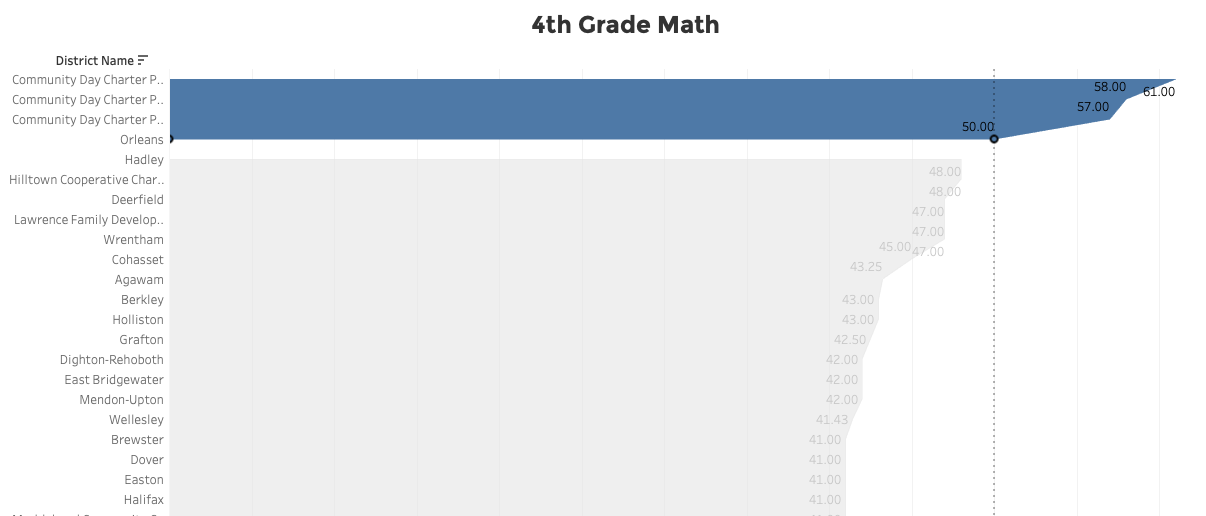 4th Grade Math
District Name
Community Day Charter P..
58.00
61.00
Community Day Charter P..
57.00
Community Day Charter P..
50.00
Orleans
Hadley
48.00
Hilltown Cooperative Char..
48.00
Deerfield
47.00
Lawrence Family Develop..
47.00
Wrentham
45.00
47.00
Cohasset
43.25
Agawam
Berkley
43.00
Holliston
43.00
Grafton
42.50
Dighton-Rehoboth
42.00
East Bridgewater
42.00
Mendon-Upton
42.00
Wellesley
41.43
Brewster
41.00
Dover
41.00
Easton
41.00
Halifax
41.00